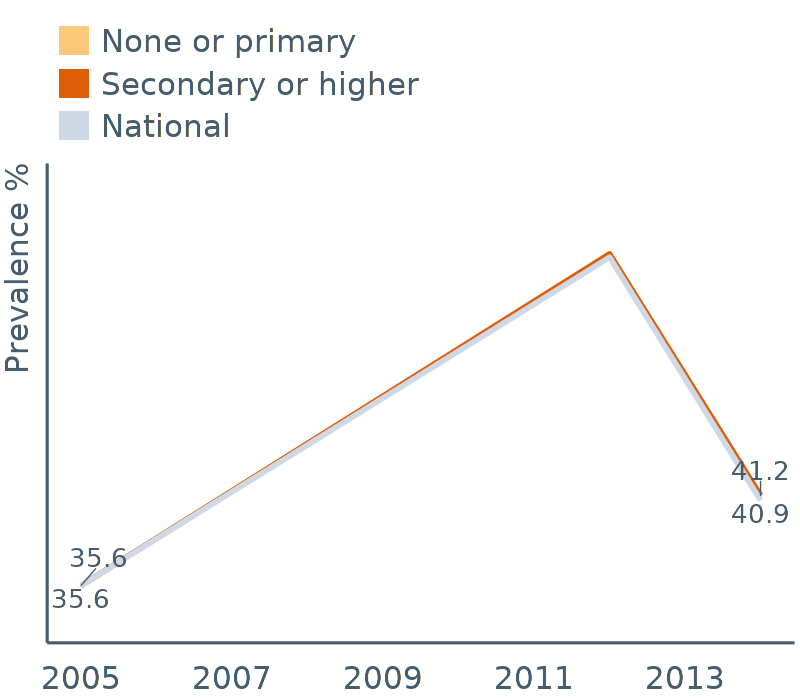 None or primary
Secondary or higher
National
Prevalence %
41.2
40.9
35.6
35.6
2005 2007 2009 2011 2013